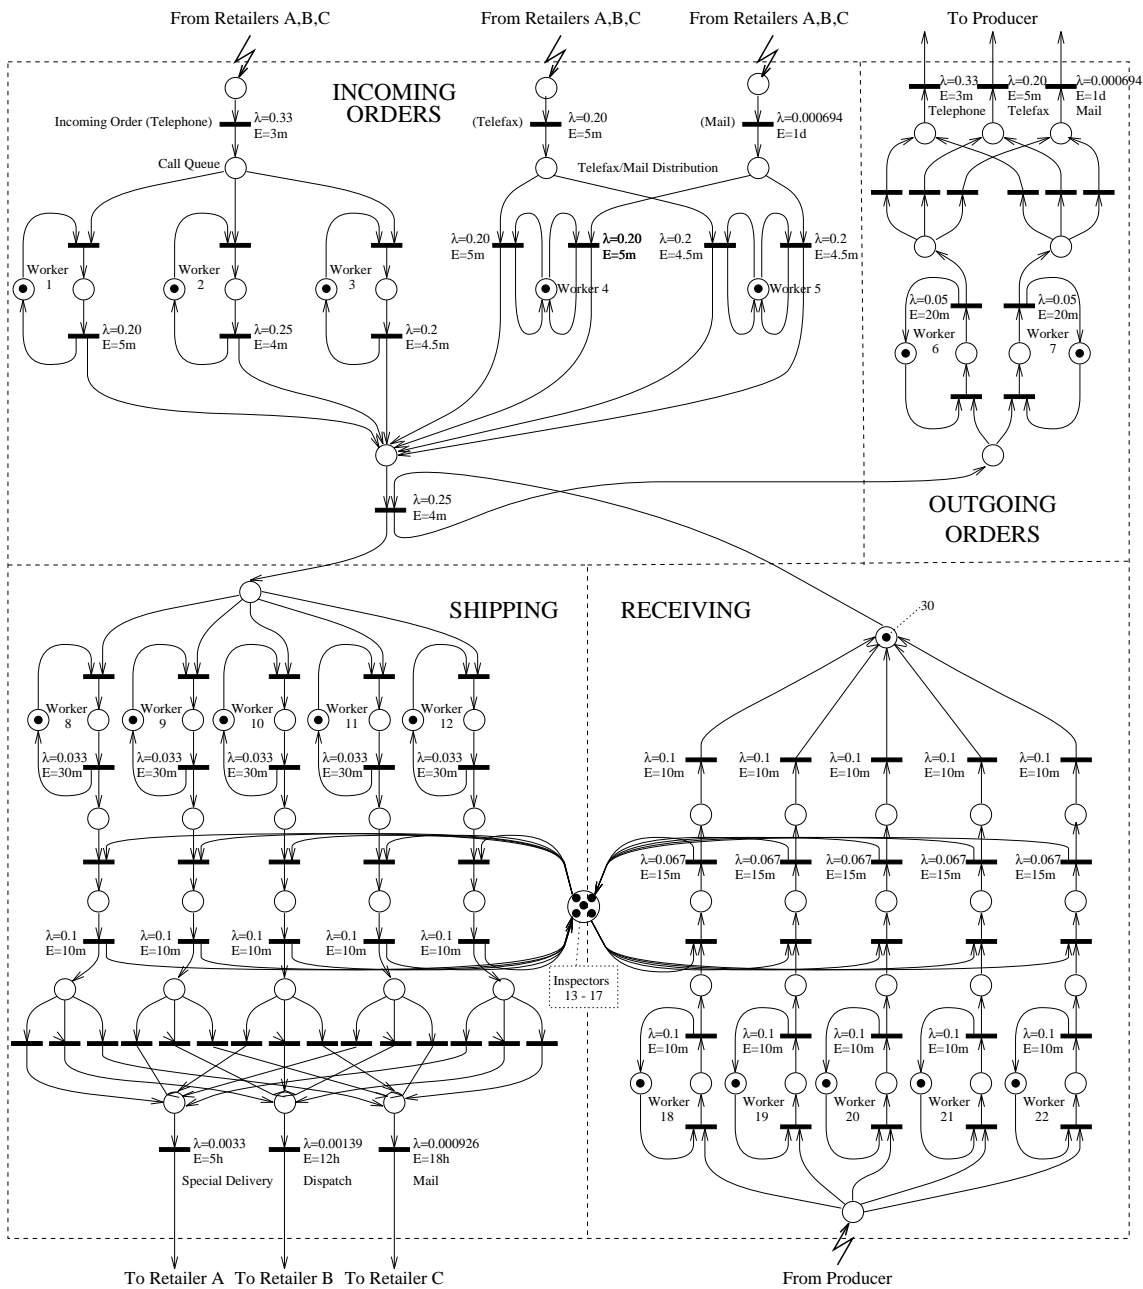 From Retailers A,B,C
From Retailers A,B,C
From Retailers A,B,C
To Producer
INCOMING
ORDERS
Incoming Order (Telephone)
λ=0.33
E=3m
(Telefax)
λ=0.20
E=5m
(Mail)
λ=0.000694
E=1d
λ=0.33
E=3m
Telephone
λ=0.20
E=5m
Telefax
λ=0.000694
E=1d
Mail
Call Queue
Telefax/Mail Distribution
λ=0.20
E=5m
λ=0.20
E=5m
λ=0.2
E=4.5m
λ=0.2
E=4.5m
Worker
1
Worker
2
Worker
3
Worker 4
Worker 5
λ=0.20
E=5m
λ=0.25
E=4m
λ=0.2
E=4.5m
λ=0.05
E=20m
Worker
6
λ=0.05
E=20m
Worker
7
λ=0.25
E=4m
OUTGOING
ORDERS
SHIPPING
RECEIVING
30
Worker
8
Worker
9
Worker
10
Worker
11
Worker
12
λ=0.033
E=30m
λ=0.033
E=30m
λ=0.033
E=30m
λ=0.033
E=30m
λ=0.033
E=30m
λ=0.1
E=10m
λ=0.1
E=10m
λ=0.1
E=10m
λ=0.1
E=10m
λ=0.1
E=10m
λ=0.067
E=15m
λ=0.067
E=15m
λ=0.067
E=15m
λ=0.067
E=15m
λ=0.067
E=15m
λ=0.1
E=10m
λ=0.1
E=10m
λ=0.1
E=10m
λ=0.1
E=10m
λ=0.1
E=10m
Inspectors
13 - 17
λ=0.1
E=10m
λ=0.1
E=10m
λ=0.1
E=10m
λ=0.1
E=10m
λ=0.1
E=10m
Worker
18
Worker
19
Worker
20
Worker
21
Worker
22
λ=0.0033
E=5h
Special Delivery
λ=0.00139
E=12h
Dispatch
λ=0.000926
E=18h
Mail
To Retailer A
To Retailer B
To Retailer C
From Producer